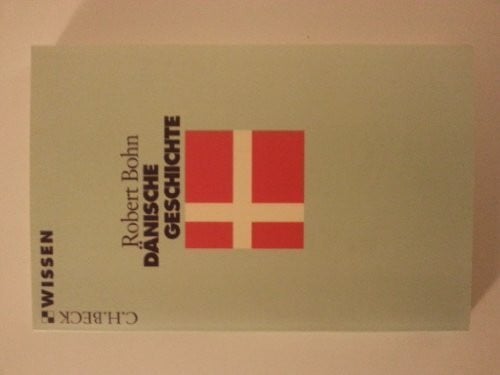 C.H.BECK
WISSEN
Robert Bohn
DÄNISCHE
GESCHICHTE